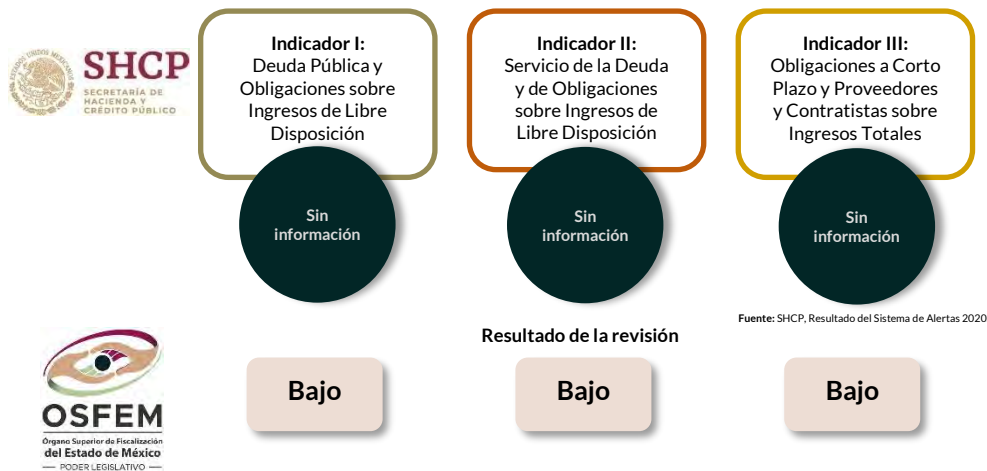 SHCP
SECRETARÍA DE
HACIENDA Y
CRÉDITO PÚBLICO
Indicador I:
Deuda Pública y
Obligaciones sobre
Ingresos de Libre
Disposición
Sin
información
Indicador II:
Servicio de la Deuda
y de Obligaciones
sobre Ingresos de
Libre Disposición
Sin
información
Indicador III:
Obligaciones a Corto
Plazo y Proveedores
y Contratistas sobre
Ingresos Totales
Sin
información
Fuente: SHCP, Resultado del Sistema de Alertas 2020
Resultado de la revisión
OSFEM
Órgano Superior de Fiscalización
del Estado de México
PODER LEGISLATIVO
Bajo
Bajo
Bajo